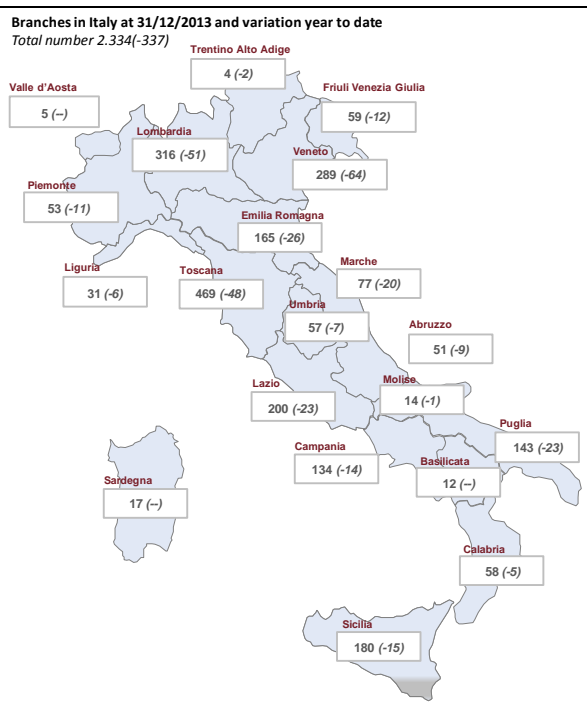 Branches in Italy at 31/12/2013 and variation year to date
Total number 2.334(-337)
Trentino Alto Adige
4 (-2)
Valle d'Aosta
5 (--)
Friuli Venezia Giulia
59 (-12)
Lombardia
316 (-51)
Veneto
289 (-64)
Piemonte
53 (-11)
Emilia Romagna
165 (-26)
Liguria
31 (-6)
Toscana
469 (-48)
Marche
77 (-20)
Umbria
57 (-7)
Abruzzo
51 (-9)
Lazio
200 (-23)
Molise
14 (-1)
Puglia
143 (-23)
Campania
134 (-14)
Basilicata
12 (--)
Sardegna
17 (--)
Calabria
58 (-5)
Sicilia
180 (-15)